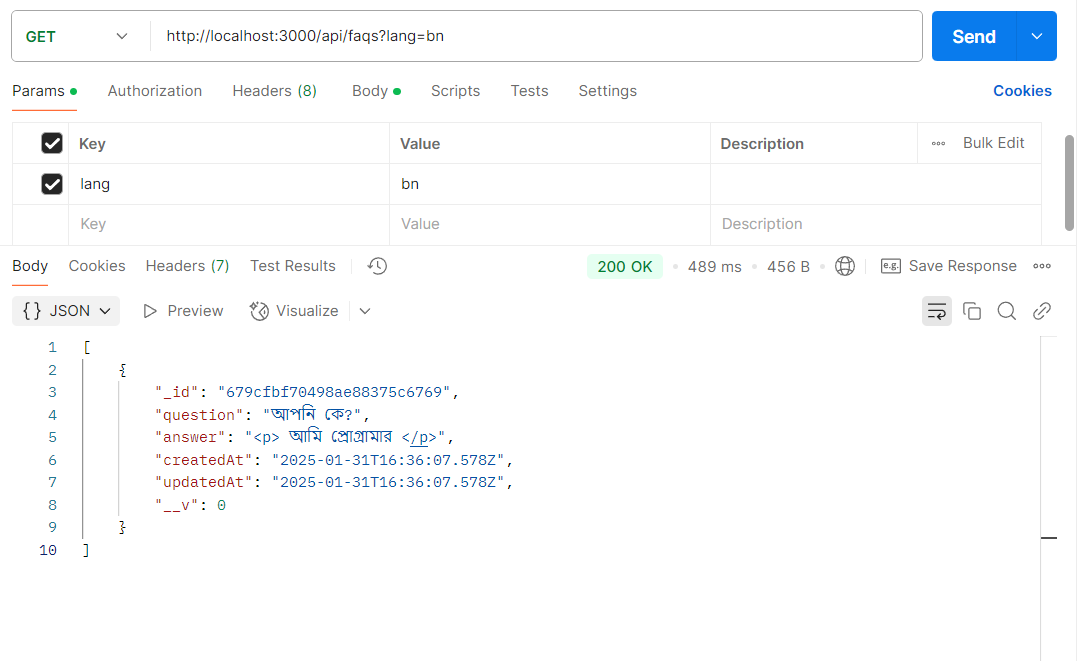 GET http://localhost:3000/api/faqs?lang=bn Send
Params Authorization Headers (8) Body Scripts Tests Settings Cookies
Key Value Description Bulk Edit
lang bn
Key Value Description
Body Cookies Headers (7) Test Results 200 OK 489 ms 456 B e.g. Save Response
{} JSON Preview Visualize
1 [
2 {
3 "_id": "679cfbf70498ae88375c6769",
4 "question": "আপনি কে?",
5 "answer": "<p> আমি প্রোগ্রামার </p>",
6 "createdAt": "2025-01-31T16:36:07.578Z",
7 "updatedAt": "2025-01-31T16:36:07.578Z",
8 "__v": 0
9 }
10 ]